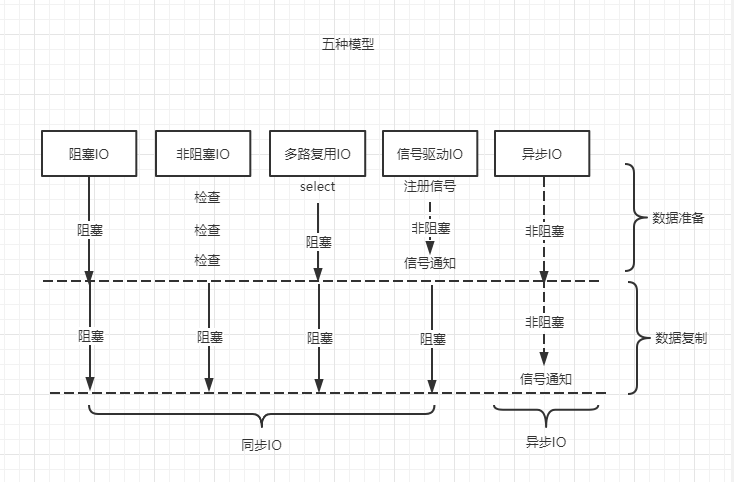 五种模型
阻塞IO
非阻塞IO
多路复用IO
信号驱动IO
异步IO
检查
select
注册信号
阻塞
检查
阻塞
非阻塞
非阻塞
数据准备
检查
信号通知
阻塞
阻塞
阻塞
阻塞
非阻塞
数据复制
信号通知
同步IO
异步IO